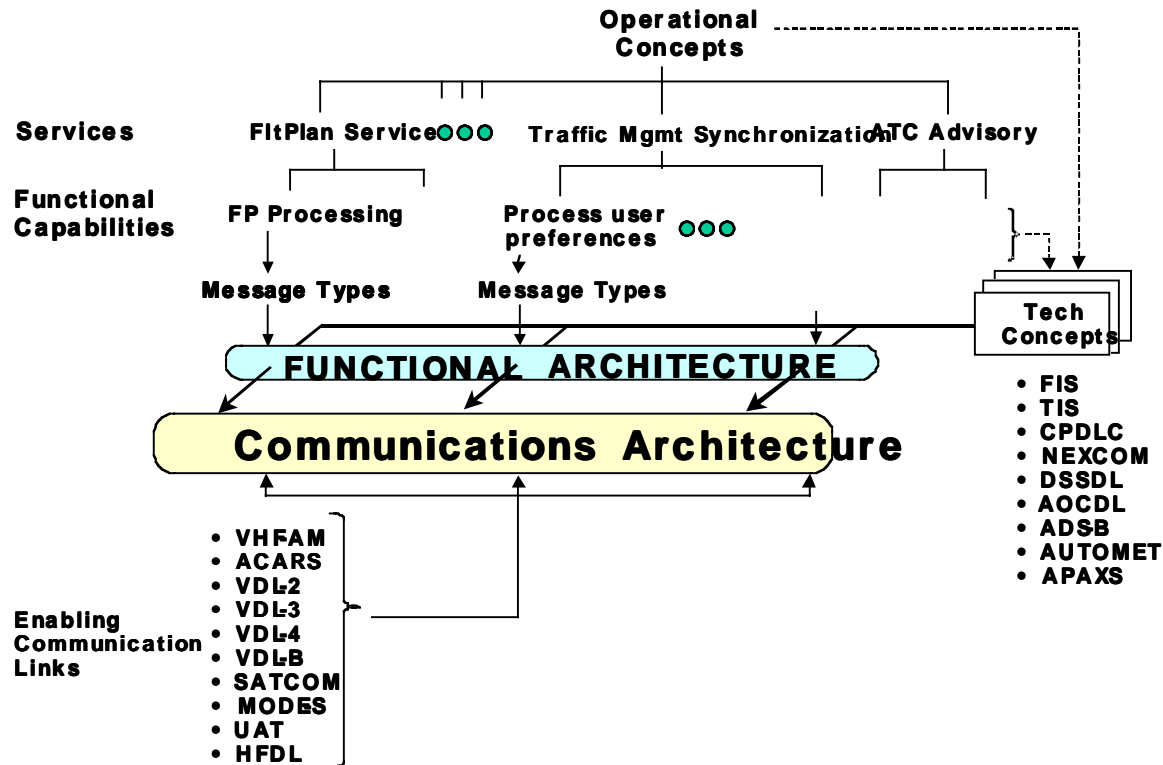 Operational
Concepts
Services
FltPlan Service
Traffic Mgmt Synchronization
ATC Advisory
Functional
Capabilities
FP Processing
Process user
preferences
Message Types
Message Types
Tech
Concepts
FUNCTIONAL ARCHITECTURE
Communications Architecture
• FIS
• TIS
• CPDLC
• NEXCOM
• DSSDL
• AOCDL
• ADS-B
• AUTOMET
• APAXS
Enabling
Communication
Links
• VHFAM
• ACARS
• VDL-2
• VDL-3
• VDL-4
• VDL-B
• SATCOM
• MODES
• UAT
• HFDL